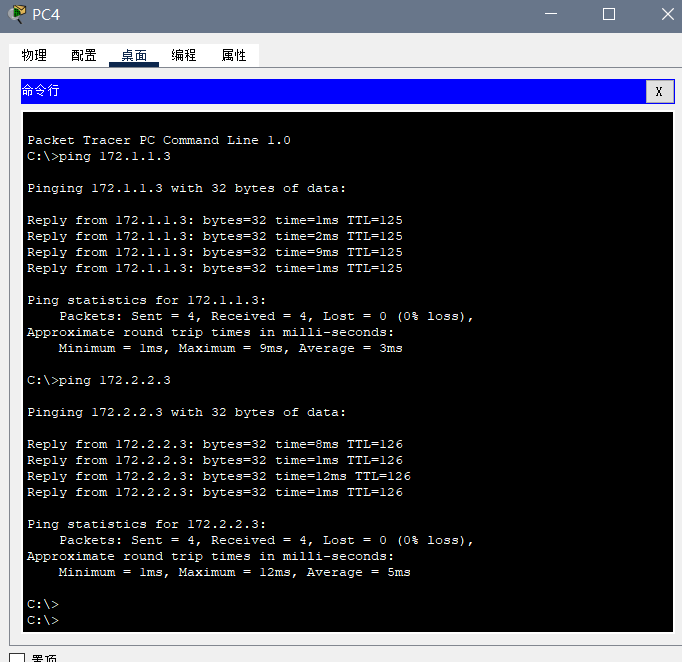 PC4
物理 配置 桌面 编程 属性
命令行
X
Packet Tracer PC Command Line 1.0
C:\>ping 172.1.1.3
Pinging 172.1.1.3 with 32 bytes of data:
Reply from 172.1.1.3: bytes=32 time=1ms TTL=125
Reply from 172.1.1.3: bytes=32 time=2ms TTL=125
Reply from 172.1.1.3: bytes=32 time=9ms TTL=125
Reply from 172.1.1.3: bytes=32 time=1ms TTL=125
Ping statistics for 172.1.1.3:
Packets: Sent = 4, Received = 4, Lost = 0 (0% loss),
Approximate round trip times in milli-seconds:
Minimum = 1ms, Maximum = 9ms, Average = 3ms
C:\>ping 172.2.2.3
Pinging 172.2.2.3 with 32 bytes of data:
Reply from 172.2.2.3: bytes=32 time=8ms TTL=126
Reply from 172.2.2.3: bytes=32 time=1ms TTL=126
Reply from 172.2.2.3: bytes=32 time=12ms TTL=126
Reply from 172.2.2.3: bytes=32 time=1ms TTL=126
Ping statistics for 172.2.2.3:
Packets: Sent = 4, Received = 4, Lost = 0 (0% loss),
Approximate round trip times in milli-seconds:
Minimum = 1ms, Maximum = 12ms, Average = 5ms
C:\>
C:\>
置顶